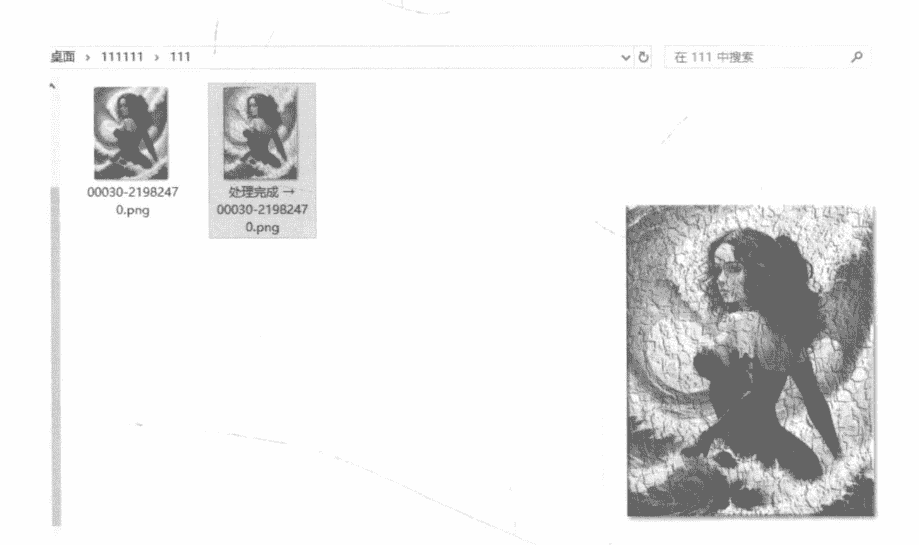 桌面 › 111111 › 111
在 111 中搜索
00030-2198247
0.png
处理完成 →
00030-2198247
0.png